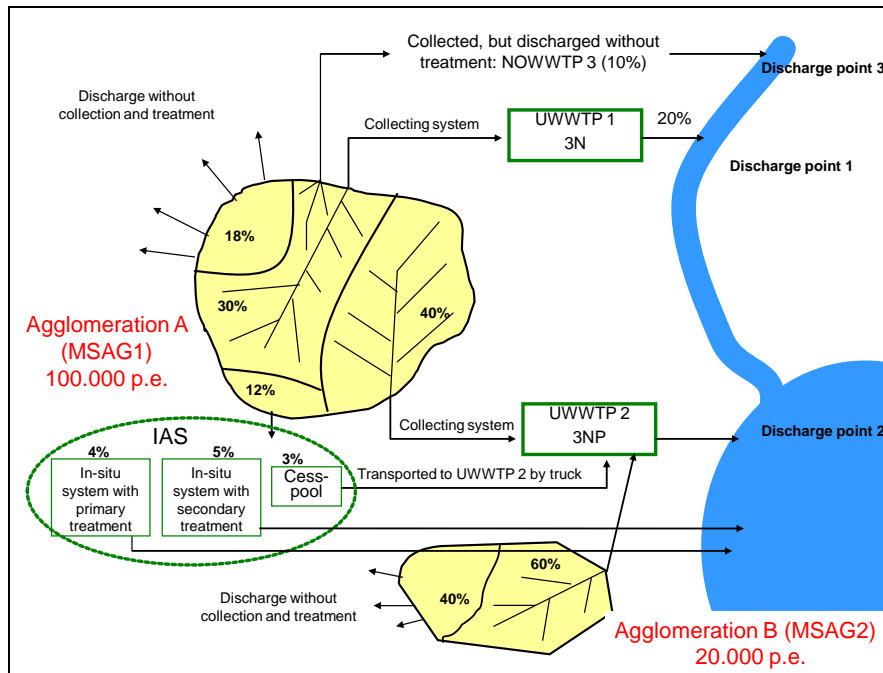 Collected, but discharged without
treatment: NOWWTP 3 (10%)
Discharge point 3
Discharge without
collection and treatment
Collecting system
UWWTP 1
3N
20%
Discharge point 1
18%
30%
40%
Agglomeration A
(MSAG1)
100.000 p.e.
12%
IAS
4%
In-situ
system with
primary
treatment
5%
In-situ
system with
secondary
treatment
3%
Cess-
pool
Collecting system
UWWTP 2
3NP
Discharge point 2
Transported to UWWTP 2 by truck
60%
40%
Discharge without
collection and treatment
Agglomeration B (MSAG2)
20.000 p.e.